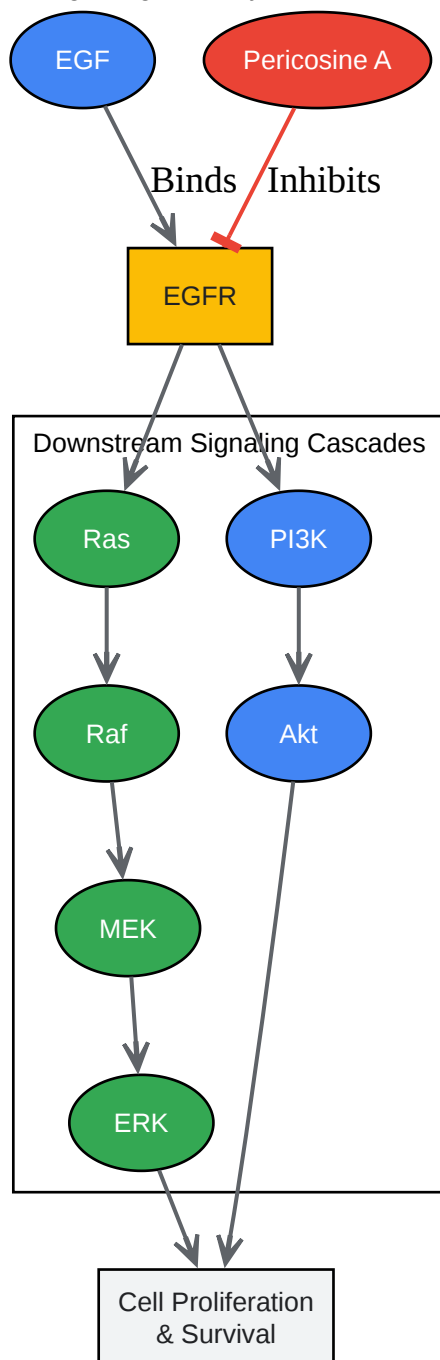 EGF
Pericosine A
Binds
Inhibits
EGFR
Downstream Signaling Cascades
Ras
PI3K
Raf
Akt
MEK
ERK
Cell Proliferation
& Survival